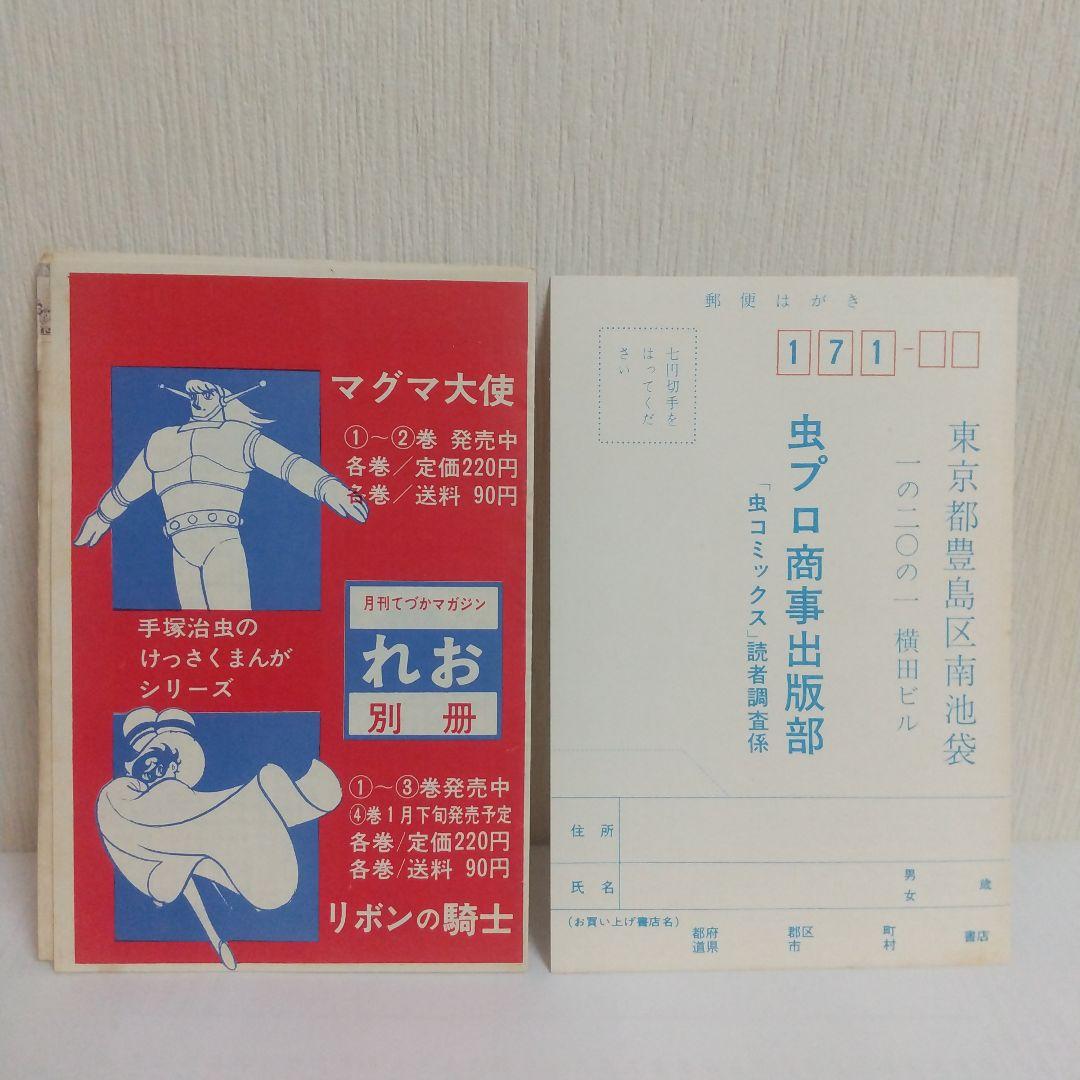 マグマ大使
①〜②巻 発売中
各巻／定価220円
各巻／送料 90円
月刊てづかマガジン
れお
別 冊
手塚治虫の
けっさくまんが
シリーズ
①〜③巻発売中
④巻1月下旬発売予定
各巻/定価220円
各巻/送料 90円
リボンの騎士
郵便はがき
171-
七円切手を
はってくだ
さい
東京都豊島区南池袋
一の二〇の一 横田ビル
虫プロ商事出版部
「虫コミックス」読者調査係
住所
氏名
男
女
歳
(お買い上げ書店名)
都府
道県
郡区
市
町
村
書店